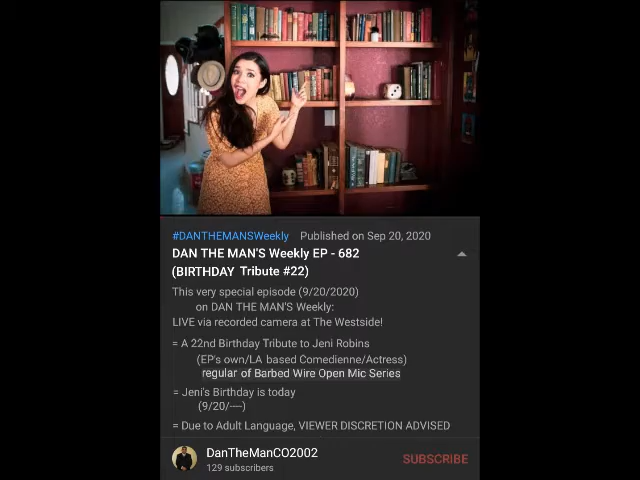 #DANTHEMANSWeekly Published on Sep 20, 2020
DAN THE MAN'S Weekly EP - 682
(BIRTHDAY Tribute #22)
This very special episode (9/20/2020)
on DAN THE MAN'S Weekly:
LIVE via recorded camera at The Westside!
= A 22nd Birthday Tribute to Jeni Robins
(EP's own/LA based Comedienne/Actress)
regular of Barbed Wire Open Mic Series
= Jeni's Birthday is today
(9/20/----)
= Due to Adult Language, VIEWER DISCRETION ADVISED
DanTheManCO2002
129 subscribers
SUBSCRIBE